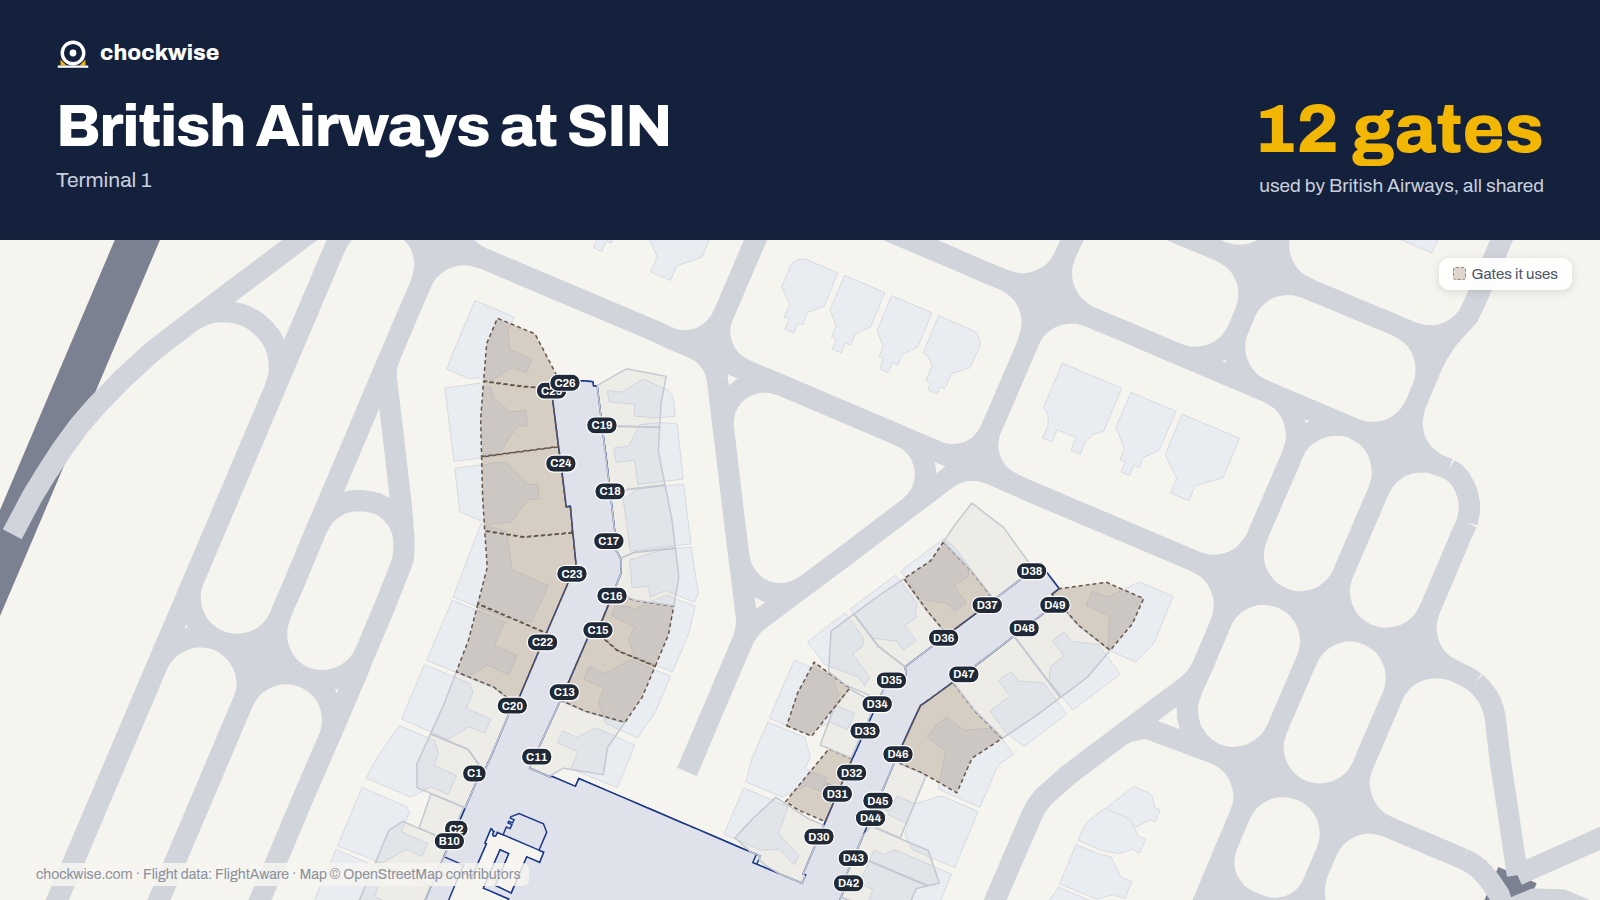 chockwise
British Airways at SIN
Terminal 1
12 gates
used by British Airways, all shared
Gates it uses
C26
C19
C24
C18
C17
C23
C16
C15
C22
C13
C20
C11
C1
C2
B10
D38
D37
D49
D48
D36
D47
D35
D34
D33
D46
D32
D31
D45
D44
D30
D43
D42
chockwise.com · Flight data: FlightAware · Map © OpenStreetMap contributors